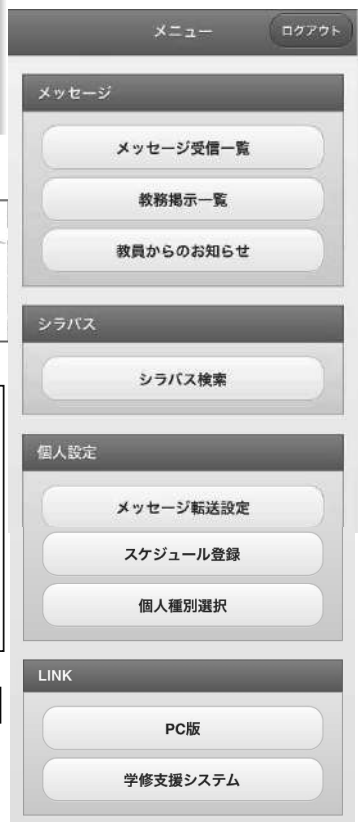 メニュー
ログアウト
メッセージ
メッセージ受信一覧
教務掲示一覧
教員からのお知らせ
シラバス
シラバス検索
個人設定
メッセージ転送設定
スケジュール登録
個人種別選択
LINK
PC版
学修支援システム